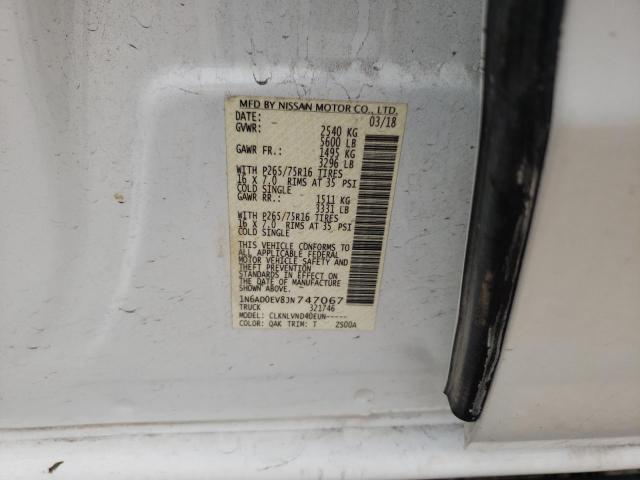 MFD BY NISSAN MOTOR CO., LTD.
DATE: 03/18
GVWR: 2540 KG
5600 LB
GAWR FR.: 1495 KG
3296 LB
WITH P265/75R16 TIRES
16 X 7.0 RIMS AT 35 PSI
COLD SINGLE
GAWR RR.: 1511 KG
3331 LB
WITH P265/75R16 TIRES
16 X 7.0 RIMS AT 35 PSI
COLD SINGLE
THIS VEHICLE CONFORMS TO
ALL APPLICABLE FEDERAL
MOTOR VEHICLE SAFETY AND
THEFT PREVENTION
STANDARDS IN EFFECT ON
THE DATE OF MANUFACTURE
SHOWN ABOVE.
1N6AD0EV8JN747067
TRUCK 321746
MODEL: CLKNLVND40EUN-----
COLOR: QAK TRIM: T ZS00A